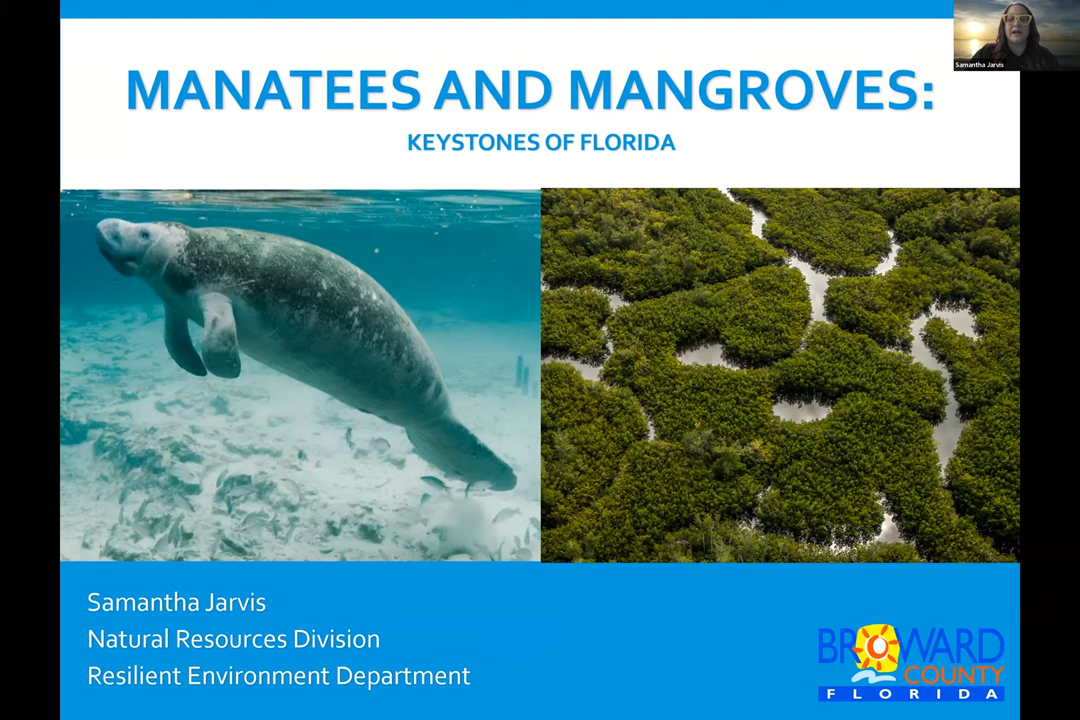 Samantha Jarvis
MANATEES AND MANGROVES:
KEYSTONES OF FLORIDA
Samantha Jarvis
Natural Resources Division
Resilient Environment Department
BROWARD
COUNTY
FLORIDA